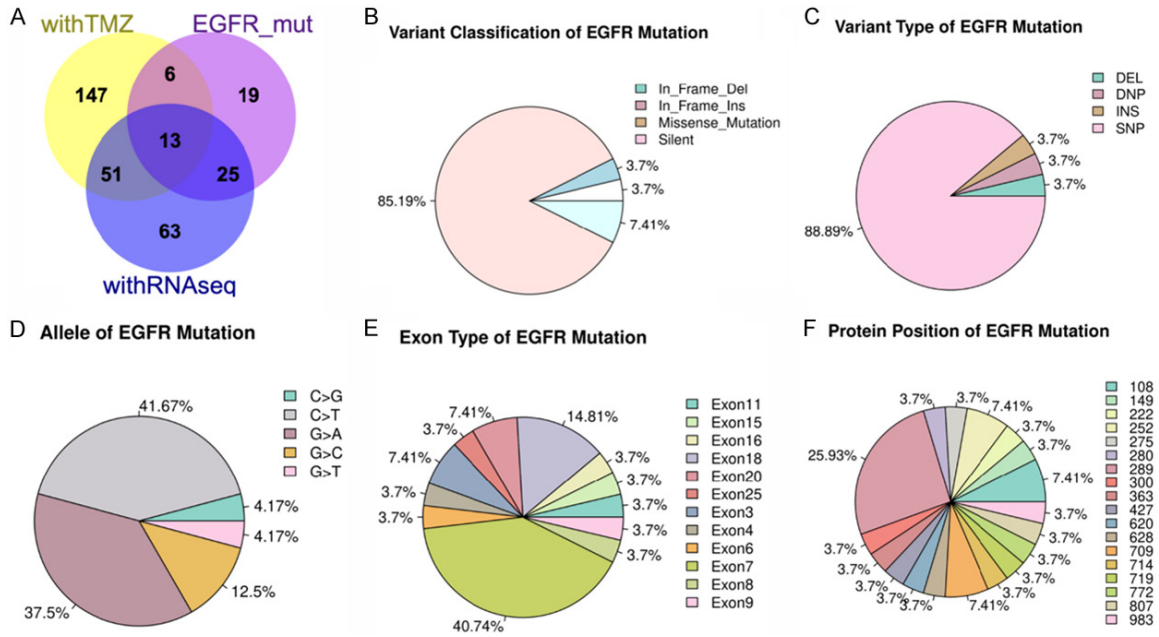 A
withTMZ
EGFR_mut
147
6
19
13
51
25
63
withRNAseq
B
Variant Classification of EGFR Mutation
In_Frame_Del
In_Frame_Ins
Missense_Mutation
Silent
3.7%
3.7%
85.19%
7.41%
C
Variant Type of EGFR Mutation
DEL
DNP
INS
SNP
3.7%
3.7%
3.7%
88.89%
D
Allele of EGFR Mutation
C>G
C>T
G>A
G>C
G>T
41.67%
4.17%
4.17%
12.5%
37.5%
E
Exon Type of EGFR Mutation
Exon11
Exon15
Exon16
Exon18
Exon20
Exon25
Exon3
Exon4
Exon6
Exon7
Exon8
Exon9
7.41%
14.81%
3.7%
3.7%
7.41%
3.7%
3.7%
3.7%
3.7%
3.7%
3.7%
40.74%
F
Protein Position of EGFR Mutation
108
149
222
252
275
280
289
300
363
427
620
628
709
714
719
772
807
983
3.7%
3.7%
7.41%
3.7%
3.7%
25.93%
7.41%
3.7%
3.7%
3.7%
3.7%
3.7%
3.7%
3.7%
3.7%
3.7%
3.7%
7.41%